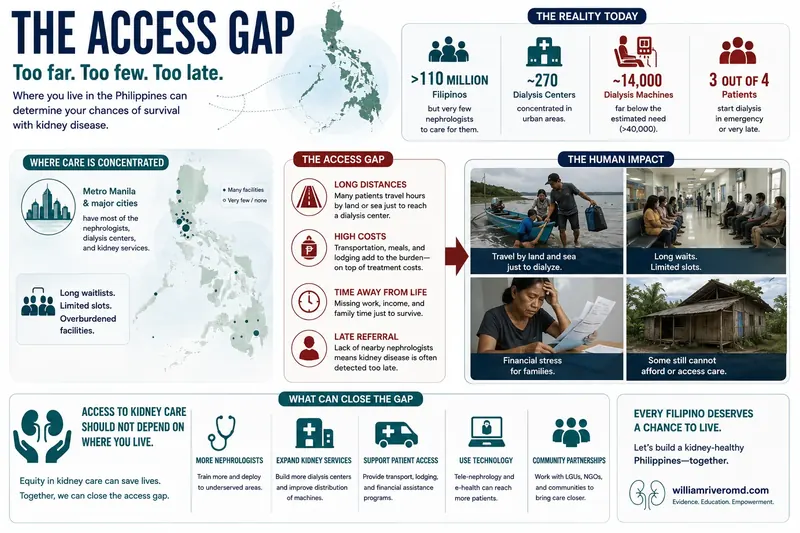 THE ACCESS GAP
Too far. Too few. Too late.
Where you live in the Philippines can
determine your chances of survival
with kidney disease.
THE REALITY TODAY
>110 MILLION
Filipinos
but very few
nephrologists
to care for them.
~270
Dialysis Centers
concentrated in
urban areas.
~14,000
Dialysis Machines
far below the
estimated need
(>40,000).
3 OUT OF 4
Patients
start dialysis
in emergency
or very late.
WHERE CARE IS CONCENTRATED
Metro Manila
& major cities
have most of the
nephrologists,
dialysis centers,
and kidney services.
Many facilities
Very few / none
Long waitlists.
Limited slots.
Overburdened
facilities.
THE ACCESS GAP
LONG DISTANCES
Many patients travel hours
by land or sea just to reach
a dialysis center.
HIGH COSTS
Transportation, meals, and
lodging add to the burden—
on top of treatment costs.
TIME AWAY FROM LIFE
Missing work, income, and
family time just to survive.
LATE REFERRAL
Lack of nearby nephrologists
means kidney disease is often
detected too late.
THE HUMAN IMPACT
Travel by land and sea
just to dialyze.
Long waits.
Limited slots.
Financial stress
for families.
Some still cannot
afford or access care.
WHAT CAN CLOSE THE GAP
ACCESS TO KIDNEY CARE
SHOULD NOT DEPEND ON
WHERE YOU LIVE.
Equity in kidney care can save lives.
Together, we can close the access gap.
MORE NEPHROLOGISTS
Train more and deploy
to underserved areas.
EXPAND KIDNEY SERVICES
Build more dialysis centers
and improve distribution
of machines.
SUPPORT PATIENT ACCESS
Provide transport, lodging,
and financial assistance
programs.
USE TECHNOLOGY
Tele-nephrology and
e-health can reach
more patients.
COMMUNITY PARTNERSHIPS
Work with LGUs, NGOs,
and communities to
bring care closer.
EVERY FILIPINO DESERVES
A CHANCE TO LIVE.
Let's build a kidney-healthy
Philippines—together.
williamriveromd.com
Evidence. Education. Empowerment.